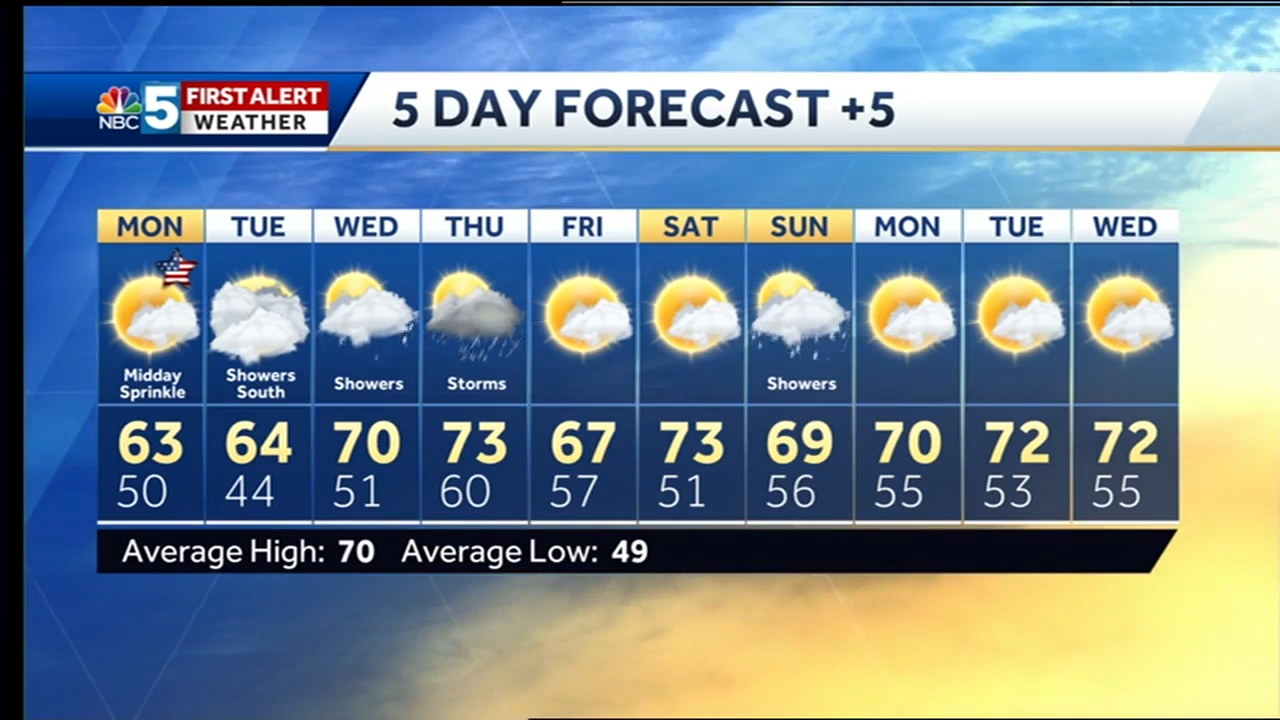 NBC 5 FIRST ALERT WEATHER
5 DAY FORECAST +5
MON TUE WED THU FRI SAT SUN MON TUE WED
Midday Sprinkle
Showers South
Showers
Storms
Showers
63 64 70 73 67 73 69 70 72 72
50 44 51 60 57 51 56 55 53 55
Average High: 70 Average Low: 49